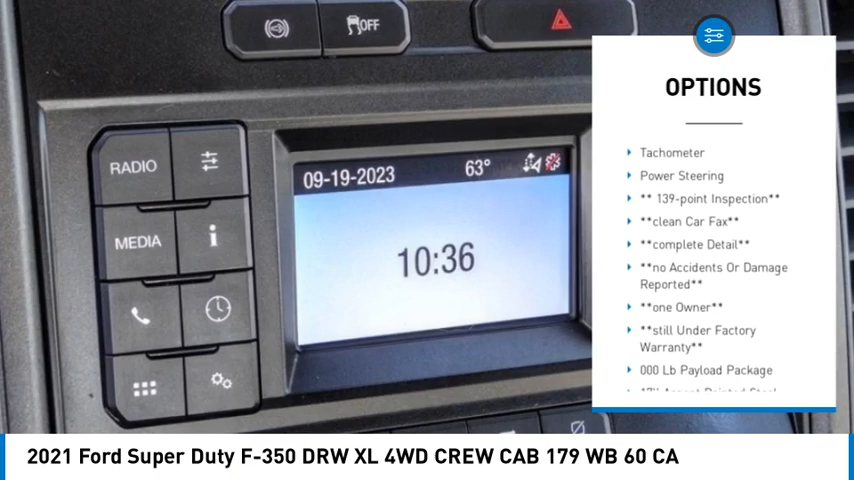 OFF
RADIO
MEDIA
09-19-2023 63°
10:36
OPTIONS
Tachometer
Power Steering
** 139-point Inspection**
**clean Car Fax**
**complete Detail**
**no Accidents Or Damage
Reported**
**one Owner**
**still Under Factory
Warranty**
000 Lb Payload Package
2021 Ford Super Duty F-350 DRW XL 4WD CREW CAB 179 WB 60 CA